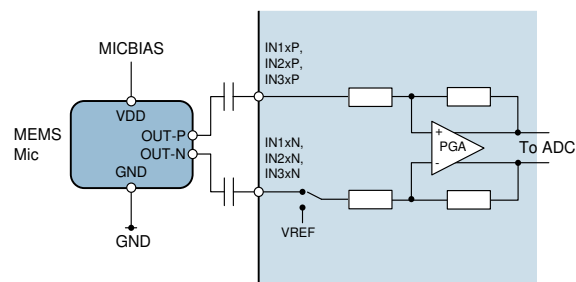 MICBIAS
IN1xP,
IN2xP,
IN3xP
VDD
MEMS
Mic
OUT-P
OUT-N
GND
IN1xN,
IN2xN,
IN3xN
+
PGA
-
To ADC
VREF
GND